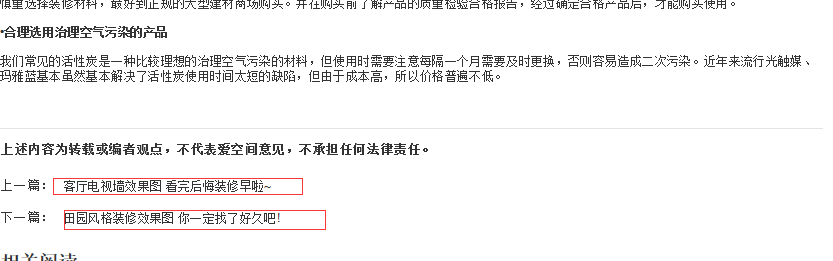 慎重选择装修材料，最好到正规的大型建材商场购买。并在购买前了解产品的质量检验合格报告，经过确定合格产品后，才能购买使用。
•合理选用治理空气污染的产品
我们常见的活性炭是一种比较理想的治理空气污染的材料，但使用时需要注意每隔一个月需要及时更换，否则容易造成二次污染。近年来流行光触媒、
玛雅蓝基本虽然基本解决了活性炭使用时间太短的缺陷，但由于成本高，所以价格普遍不低。
上述内容为转载或编者观点，不代表爱空间意见，不承担任何法律责任。
上一篇： 客厅电视墙效果图 看完后悔装修早啦~
下一篇： 田园风格装修效果图 你一定找了好久吧!
相关阅读